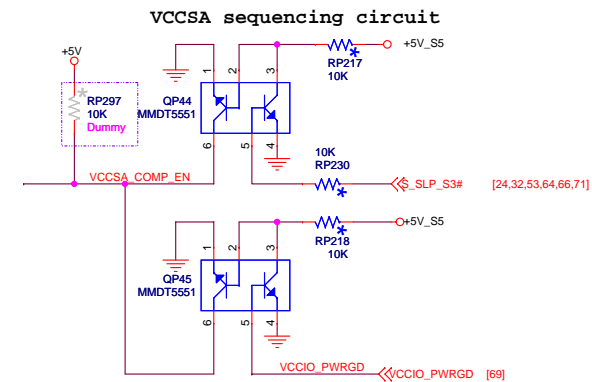 VCCSA sequencing circuit
+5V
+5V_S5
RP217
10K
1
2
3
RP297
10K
Dummy
QP44
MMDT5551
6
5
4
10K
RP230
VCCSA_COMP_EN
S_SLP_S3# [24,32,53,64,66,71]
+5V_S5
RP218
10K
1
2
3
QP45
MMDT5551
6
5
4
VCCIO_PWRGD
VCCIO_PWRGD [69]